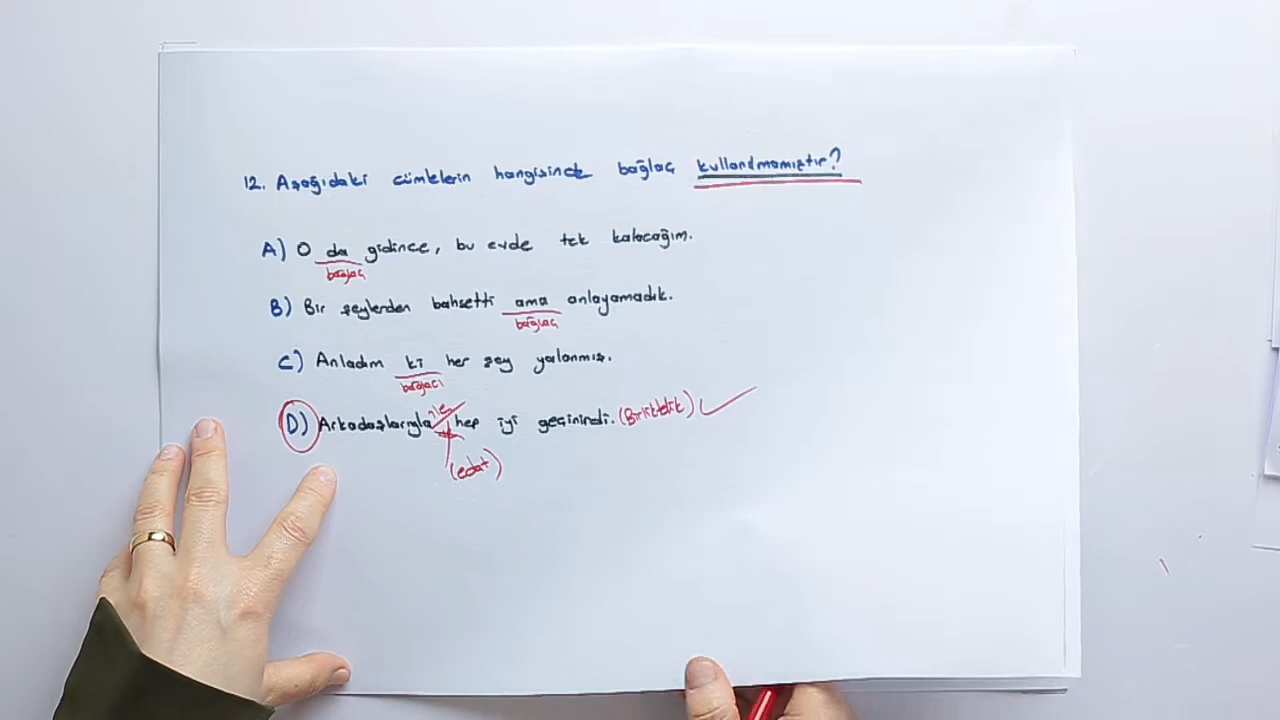 12. Aşağıdaki cümlelerin hangisinde bağlaç kullanılmamıştır?
A) O da gidince, bu evde tek kalacağım.
bağlaç
B) Bir şeylerden bahsetti ama anlayamadık.
bağlaç
C) Anladım ki her şey yalanmış.
bağlacı
D) Arkadaşlarıyla hep iyi geçinirdi. (Birliktelik)
ile
(edat)